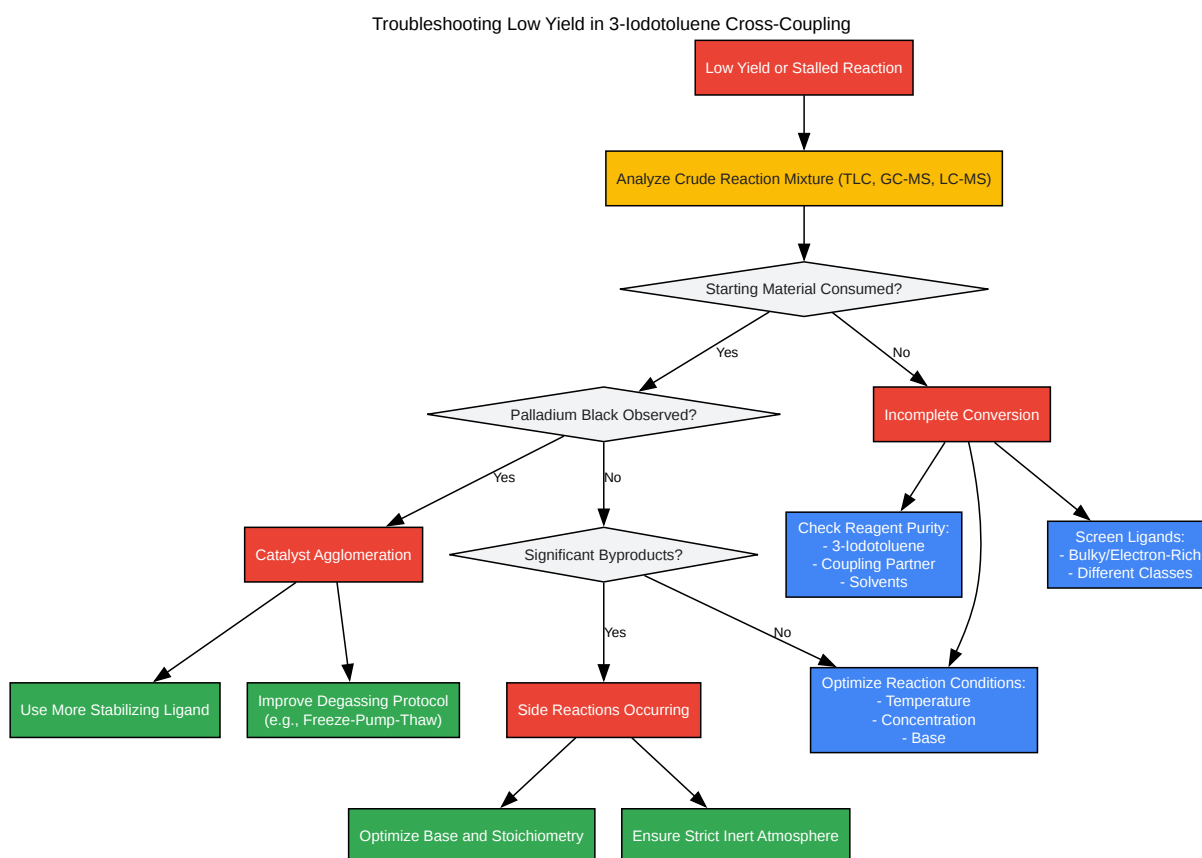 Troubleshooting Low Yield in 3-Iodotoluene Cross-Coupling
Low Yield or Stalled Reaction
Analyze Crude Reaction Mixture (TLC, GC-MS, LC-MS)
Starting Material Consumed?
Yes
No
Palladium Black Observed?
Incomplete Conversion
Yes
No
Catalyst Agglomeration
Significant Byproducts?
Check Reagent Purity:
- 3-Iodotoluene
- Coupling Partner
- Solvents
Screen Ligands:
- Bulky/Electron-Rich
- Different Classes
Yes
No
Use More Stabilizing Ligand
Improve Degassing Protocol
(e.g., Freeze-Pump-Thaw)
Side Reactions Occurring
Optimize Reaction Conditions:
- Temperature
- Concentration
- Base
Optimize Base and Stoichiometry
Ensure Strict Inert Atmosphere